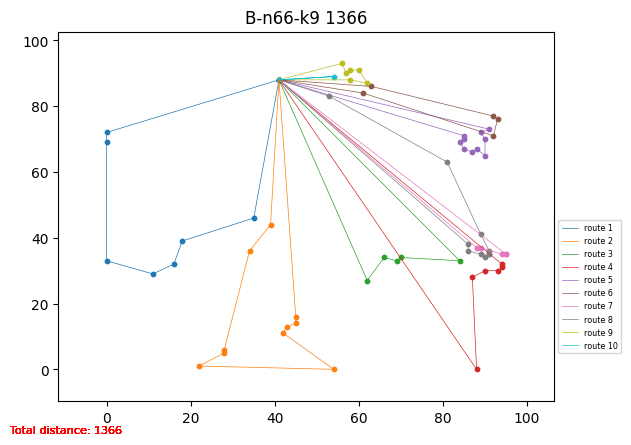 B-n66-k9 1366
100
80
60
40
20
0
0 20 40 60 80 100
route 1
route 2
route 3
route 4
route 5
route 6
route 7
route 8
route 9
route 10
Total distance: 1366